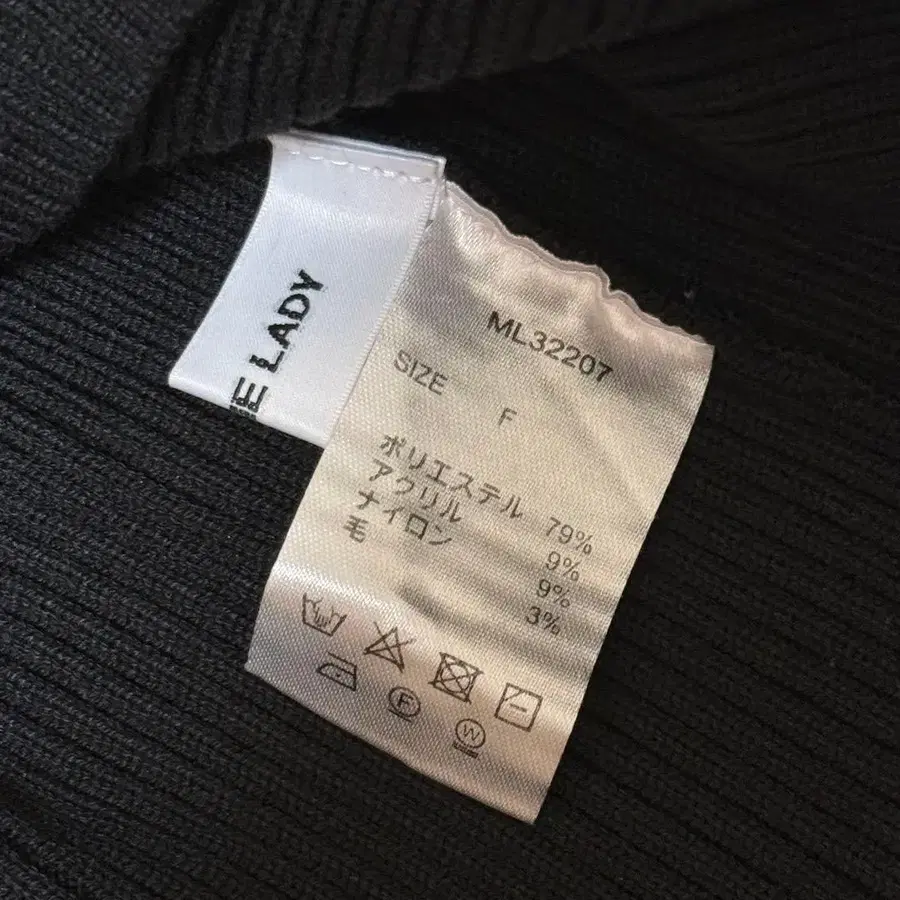 LADY
ML32207
SIZE
F
ポリエステル 79%
アクリル 9%
ナイロン 9%
毛 3%
F
W